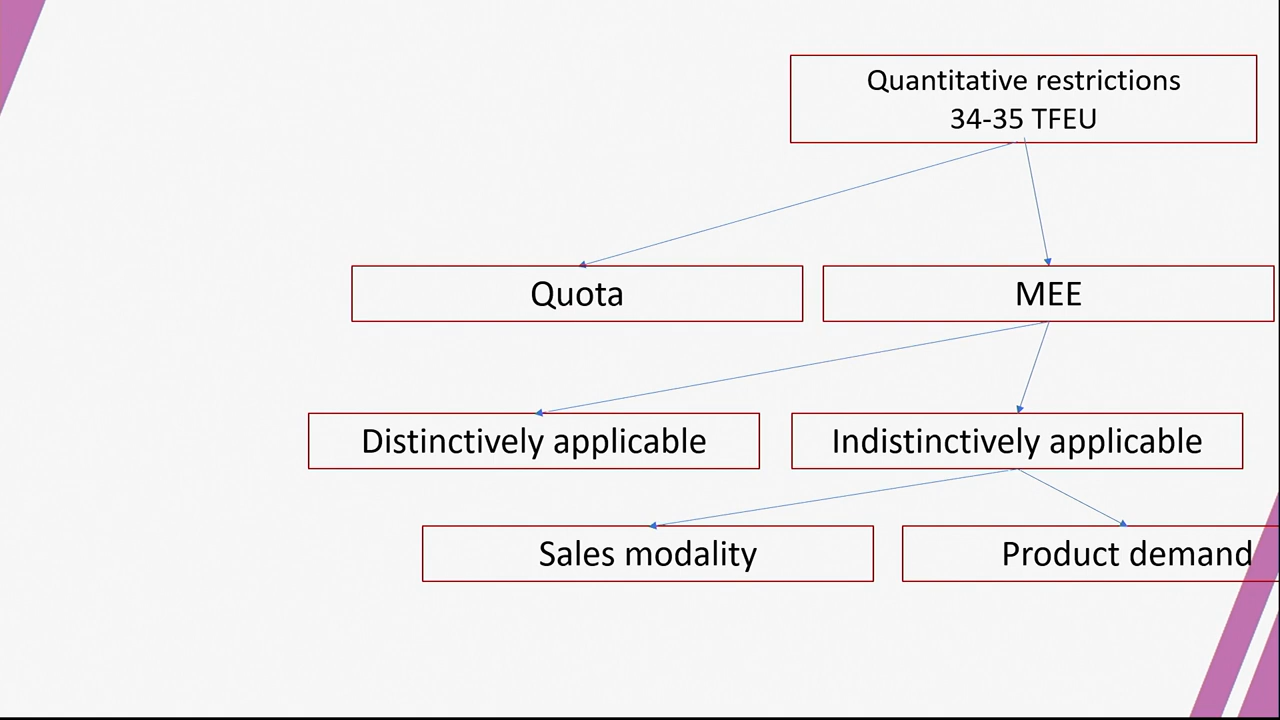 Quantitative restrictions
34-35 TFEU
Quota
MEE
Distinctively applicable
Indistinctively applicable
Sales modality
Product demand